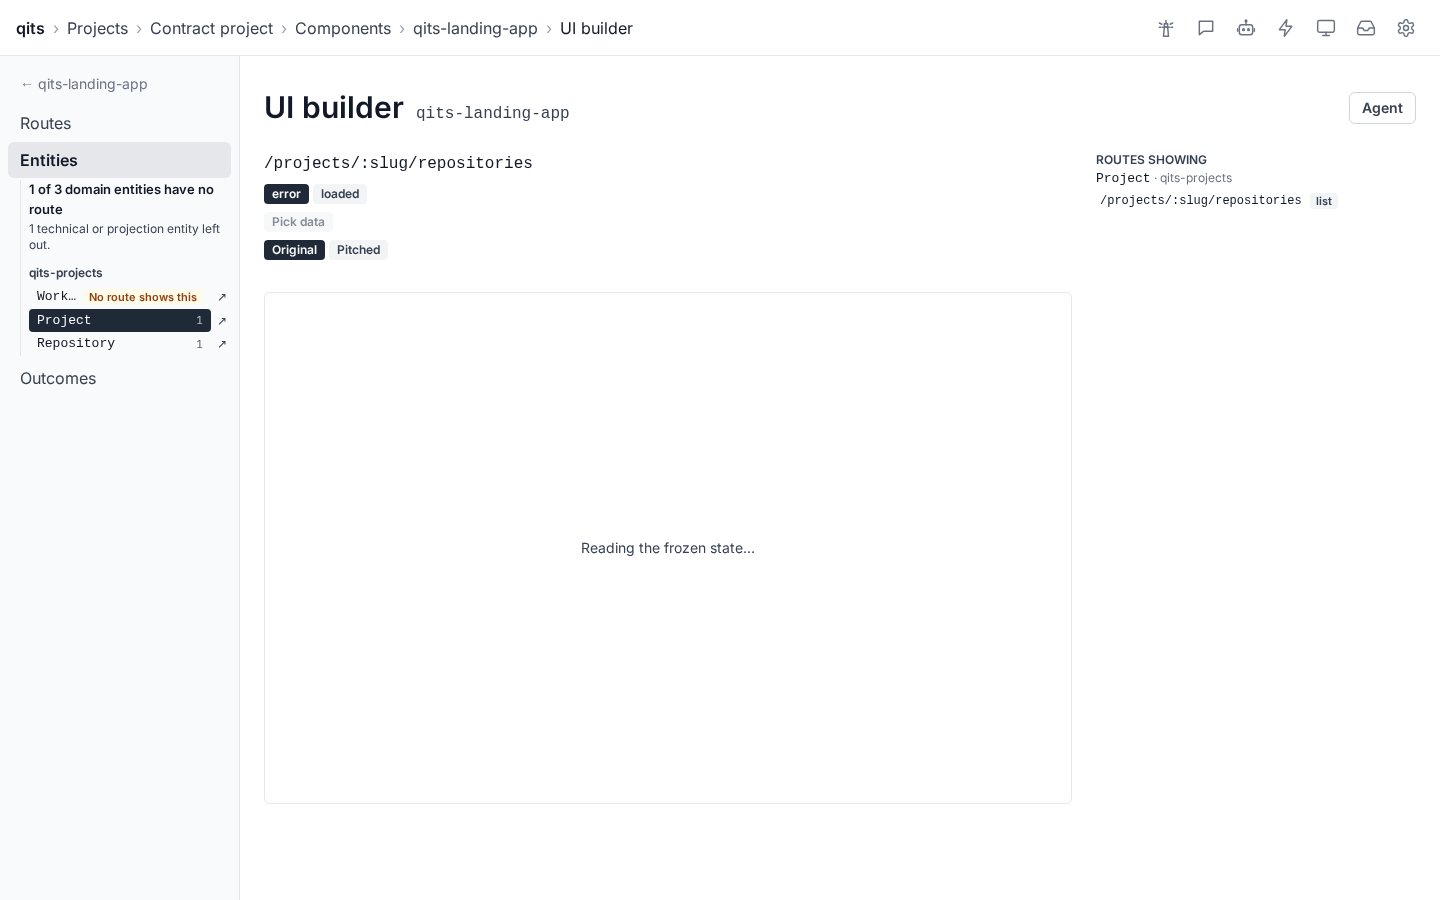 qits › Projects › Contract project › Components › qits-landing-app › UI builder
← qits-landing-app
Routes
Entities
1 of 3 domain entities have no
route
1 technical or projection entity left
out.
qits-projects
Work… No route shows this ↗
Project 1 ↗
Repository 1 ↗
Outcomes
UI builder qits-landing-app
Agent
/projects/:slug/repositories
error loaded
Pick data
Original Pitched
Reading the frozen state…
ROUTES SHOWING
Project · qits-projects
/projects/:slug/repositories list